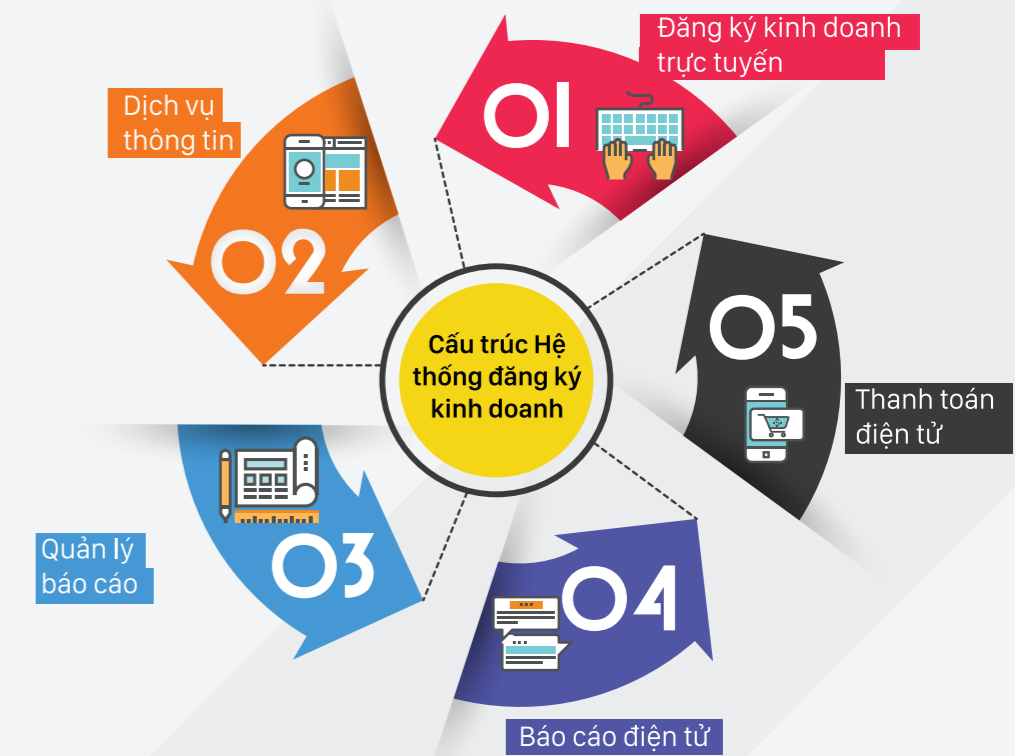 Đăng ký kinh doanh
trực tuyến
01
Dịch vụ
thông tin
02
Cấu trúc Hệ
thống đăng ký
kinh doanh
05
Thanh toán
điện tử
Quản lý
báo cáo
03
04
Báo cáo điện tử